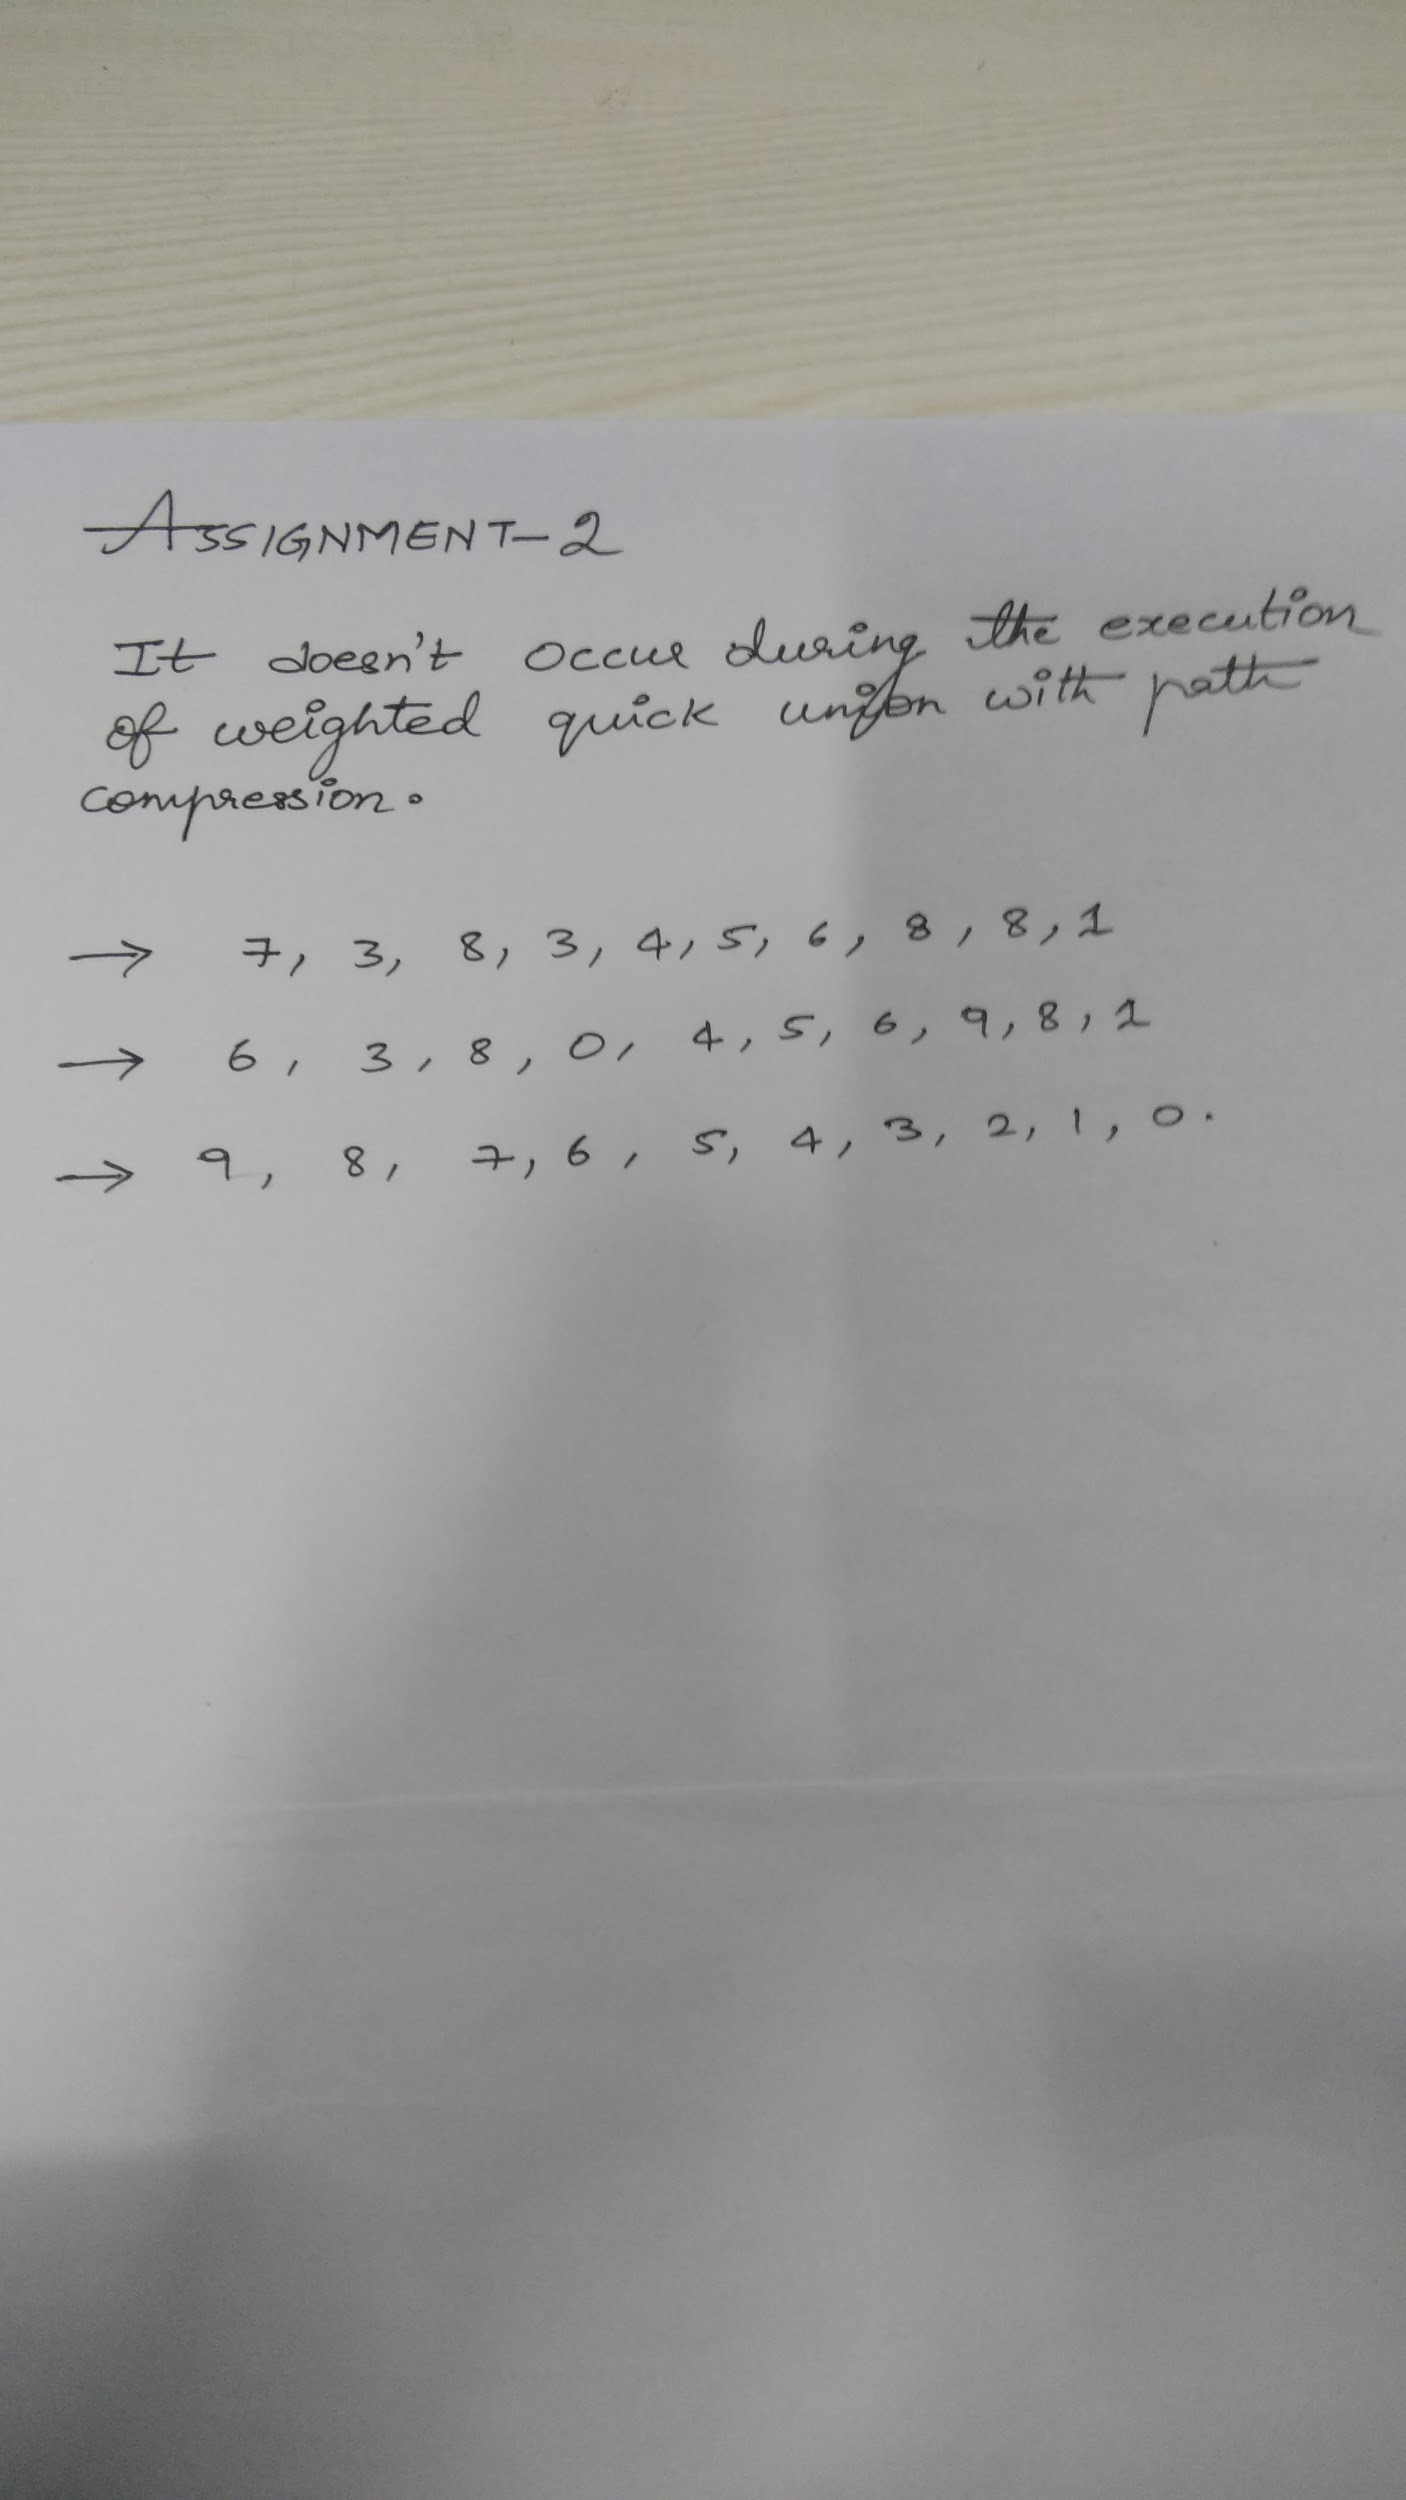 ASSIGNMENT-2
It doesn't occur during the execution
of weighted quick union with path
compression.
→ 7, 3, 8, 3, 4, 5, 6, 8, 8, 1
→ 6, 3, 8, 0, 4, 5, 6, 9, 8, 1
→ 9, 8, 7, 6, 5, 4, 3, 2, 1, 0.